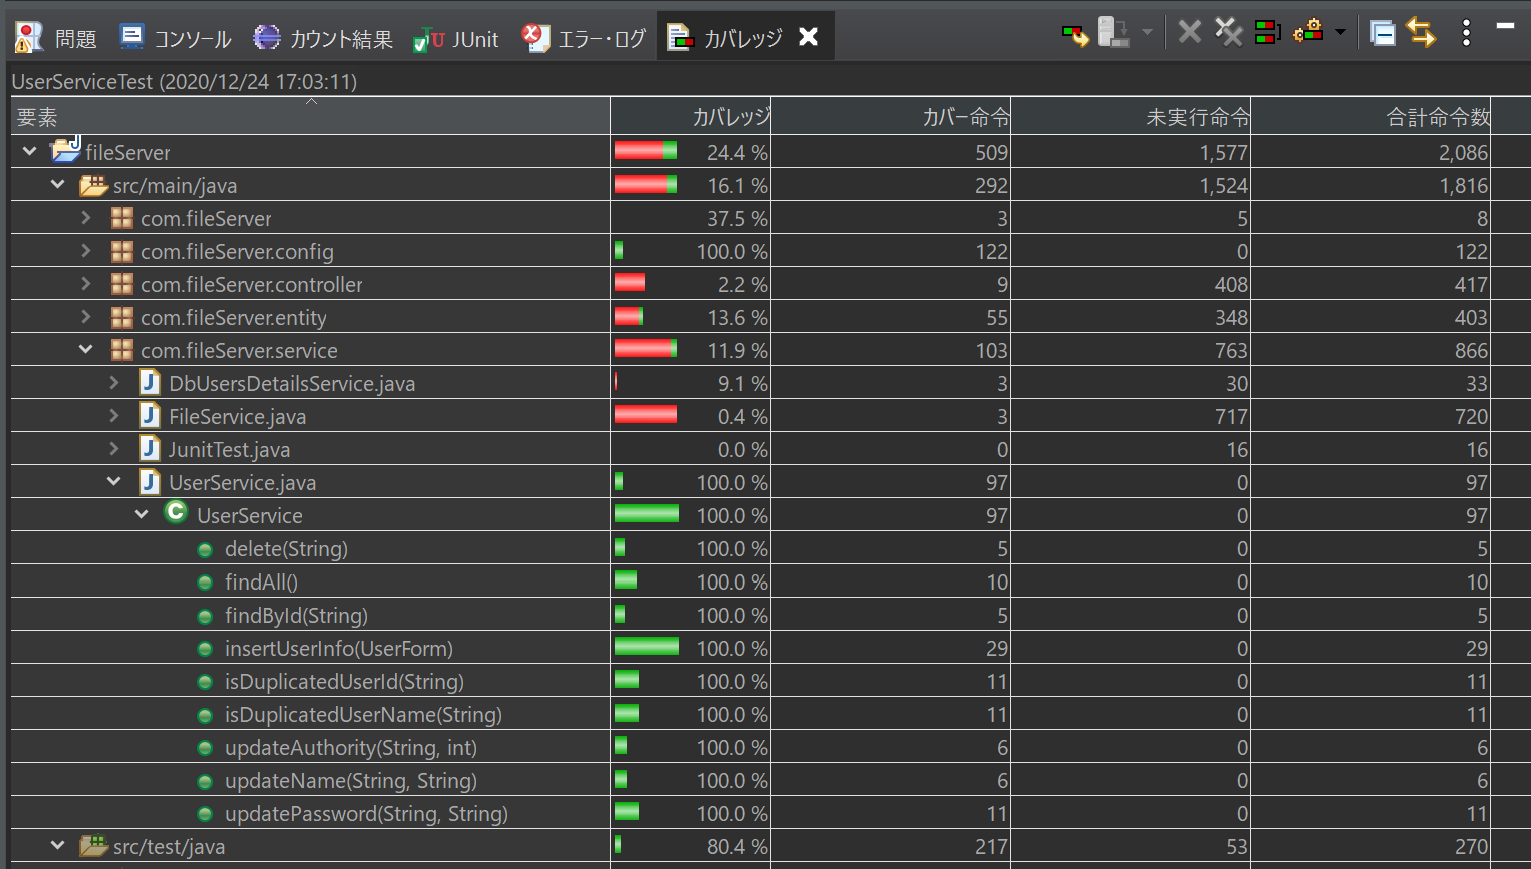 問題 コンソール カウント結果 JUnit エラー・ログ カバレッジ
UserServiceTest (2020/12/24 17:03:11)
要素 カバレッジ カバー命令 未実行命令 合計命令数
fileServer 24.4 % 509 1,577 2,086
src/main/java 16.1 % 292 1,524 1,816
com.fileServer 37.5 % 3 5 8
com.fileServer.config 100.0 % 122 0 122
com.fileServer.controller 2.2 % 9 408 417
com.fileServer.entity 13.6 % 55 348 403
com.fileServer.service 11.9 % 103 763 866
DbUsersDetailsService.java 9.1 % 3 30 33
FileService.java 0.4 % 3 717 720
JunitTest.java 0.0 % 0 16 16
UserService.java 100.0 % 97 0 97
UserService 100.0 % 97 0 97
delete(String) 100.0 % 5 0 5
findAll() 100.0 % 10 0 10
findById(String) 100.0 % 5 0 5
insertUserInfo(UserForm) 100.0 % 29 0 29
isDuplicatedUserId(String) 100.0 % 11 0 11
isDuplicatedUserName(String) 100.0 % 11 0 11
updateAuthority(String, int) 100.0 % 6 0 6
updateName(String, String) 100.0 % 6 0 6
updatePassword(String, String) 100.0 % 11 0 11
src/test/java 80.4 % 217 53 270